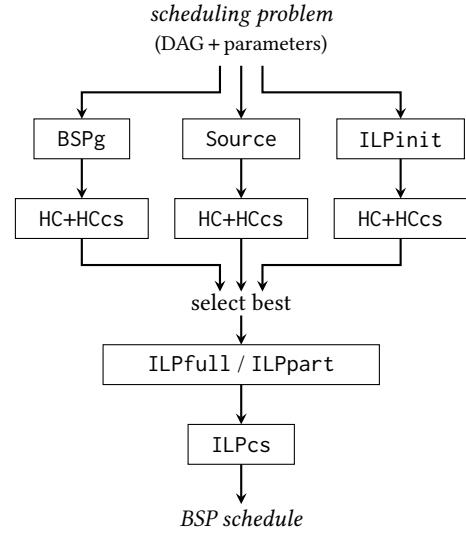 scheduling problem
(DAG + parameters)
BSPg
Source
ILPinit
HC+HCcs
HC+HCcs
HC+HCcs
select best
ILPfull / ILPpart
ILPcs
BSP schedule